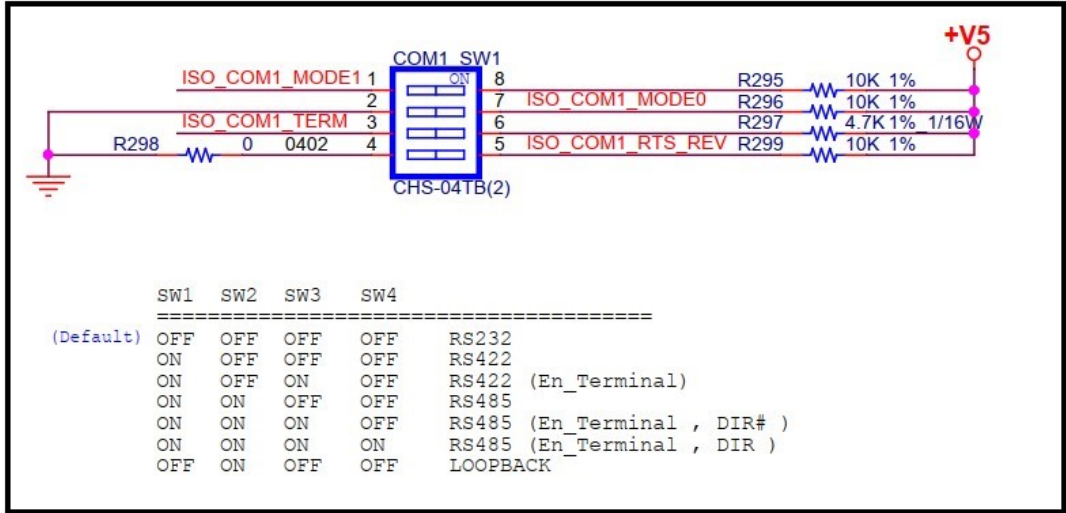 +V5
COM1_SW1
ISO_COM1_MODE1 1 ON 8 R295 10K 1%
2 7 ISO_COM1_MODE0 R296 10K 1%
ISO_COM1_TERM 3 6 R297 4.7K 1%_1/16W
R298 0 0402 4 5 ISO_COM1_RTS_REV R299 10K 1%
CHS-04TB(2)
SW1 SW2 SW3 SW4
=======================================
(Default) OFF OFF OFF OFF RS232
ON OFF OFF OFF RS422
ON OFF ON OFF RS422 (En_Terminal)
ON ON OFF OFF RS485
ON ON ON OFF RS485 (En_Terminal , DIR# )
ON ON ON ON RS485 (En_Terminal , DIR )
OFF ON OFF OFF LOOPBACK